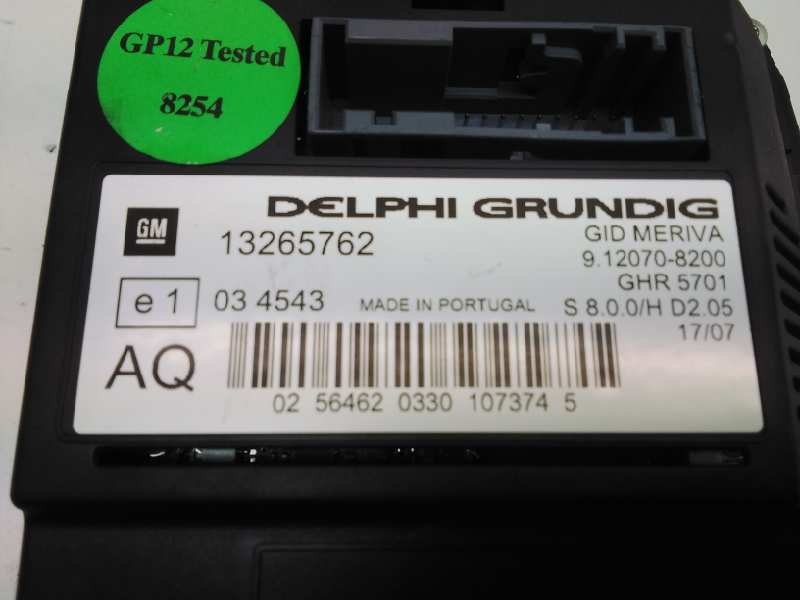 GP12 Tested
8254
DELPHI GRUNDIG
GM
13265762
GID MERIVA
9.12070-8200
GHR 5701
e 1
03 4543
MADE IN PORTUGAL
S 8.0.0/H D2.05
17/07
AQ
02 56462 0330 107374 5